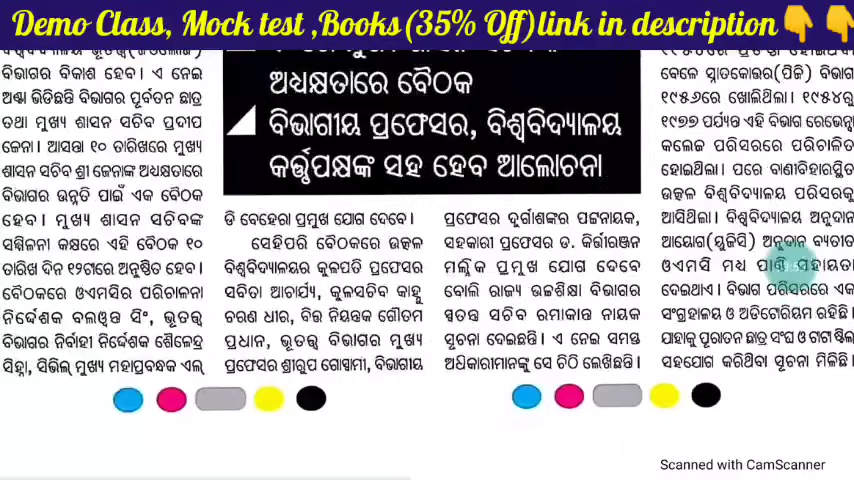 Demo Class, Mock test ,Books(35% Off)link in description
ଅଧ୍ୟକ୍ଷତାରେ ବୈଠକ
ବିଭାଗୀୟ ପ୍ରଫେସର, ବିଶ୍ୱବିଦ୍ୟାଳୟ
କର୍ତ୍ତୃପକ୍ଷଙ୍କ ସହ ହେବ ଆଲୋଚନା
ବିଭାଗର ବିକାଶ ହେବ। ଏ ନେଇ
ଅଣ୍ଟା ଭିଡିଛନ୍ତି ବିଭାଗର ପୂର୍ବତନ ଛାତ୍ର
ତଥା ମୁଖ୍ୟ ଶାସନ ସଚିବ ପ୍ରଦୀପ
ଜେନା। ଆସନ୍ତା ୧୦ ତାରିଖରେ ମୁଖ୍ୟ
ଶାସନ ସଚିବ ଶ୍ରୀ ଜେନାଙ୍କ ଅଧ୍ୟକ୍ଷତାରେ
ବିଭାଗର ଉନ୍ନତି ପାଇଁ ଏକ ବୈଠକ
ହେବ। ମୁଖ୍ୟ ଶାସନ ସଚିବଙ୍କ
ସମ୍ମିଳନୀ କକ୍ଷରେ ଏହି ବୈଠକ ୧୦
ତାରିଖ ଦିନ ୧୨ଟାରେ ଅନୁଷ୍ଠିତ ହେବ।
ବୈଠକରେ ଓଏମସିର ପରିଚାଳନା
ନିର୍ଦ୍ଦେଶକ ବଲୱନ୍ତ ସିଂ, ଭୂତତ୍ତ୍ୱ
ବିଭାଗର ନିର୍ବାହୀ ନିର୍ଦ୍ଦେଶକ ଶୈଳେନ୍ଦ୍ର
ସିହ୍ନା, ସିଭିଲ୍ ମୁଖ୍ୟ ମହାପ୍ରବନ୍ଧକ ଏଲ୍
ଡି ବେହେରା ପ୍ରମୁଖ ଯୋଗ ଦେବେ।
ସେହିପରି ବୈଠକରେ ଉତ୍କଳ
ବିଶ୍ୱବିଦ୍ୟାଳୟର କୁଳପତି ପ୍ରଫେସର
ସବିତା ଆଚାର୍ଯ୍ୟ, କୁଳସଚିବ କାହ୍ନୁ
ଚରଣ ଧୀର, ବିତ୍ତ ନିୟନ୍ତ୍ରକ ଗୌତମ
ପ୍ରଧାନ, ଭୂତତ୍ତ୍ୱ ବିଭାଗର ମୁଖ୍ୟ
ପ୍ରଫେସର ଶ୍ରୀରୂପ ଗୋସ୍ୱାମୀ, ବିଭାଗୀୟ
ପ୍ରଫେସର ଦୁର୍ଗାଶଙ୍କର ପଟ୍ଟନାୟକ,
ସହକାରୀ ପ୍ରଫେସର ଡ. କିର୍ତ୍ତୀରଞ୍ଜନ
ମଲ୍ଲିକ ପ୍ରମୁଖ ଯୋଗ ଦେବେ
ବୋଲି ରାଜ୍ୟ ଉଚ୍ଚଶିକ୍ଷା ବିଭାଗର
ସ୍ୱତନ୍ତ୍ର ସଚିବ ରମାକାନ୍ତ ନାୟକ
ସୂଚନା ଦେଇଛନ୍ତି। ଏ ନେଇ ସମସ୍ତ
ଅଧିକାରୀମାନଙ୍କୁ ସେ ଚିଠି ଲେଖିଛନ୍ତି।
ବେଳେ ସ୍ନାତକୋତ୍ତର(ପିଜି) ବିଭାଗ
୧୯୫୬ରେ ଖୋଲିଥିଲା। ୧୯୫୪ରୁ
୧୯୭୭ ପର୍ଯ୍ୟନ୍ତ ଏହି ବିଭାଗ ରେଭେନ୍ସା
କଲେଜ ପରିସରରେ ପରିଚାଳିତ
ହୋଇଥିଲା। ପରେ ବାଣୀବିହାରସ୍ଥିତ
ଉତ୍କଳ ବିଶ୍ୱବିଦ୍ୟାଳୟ ପରିସରକୁ
ଆସିଥିଲା। ବିଶ୍ୱବିଦ୍ୟାଳୟ ଅନୁଦାନ
ଆୟୋଗ(ୟୁଜିସି) ଅନୁଦାନ ବ୍ୟତୀତ
ଓଏମସି ମଧ୍ୟ ପାଣ୍ଠି ସହାୟତା
ଦେଇଥାଏ। ବିଭାଗ ପରିସରରେ ଏକ
ସଂଗ୍ରହାଳୟ ଓ ଅଡିଟୋରିୟମ ରହିଛି।
ଯାହାକୁ ପୁରାତନ ଛାତ୍ର ସଂଘ ଓ ଟାଟା ଷ୍ଟିଲ
ସହଯୋଗ କରିଥିବା ସୂଚନା ମିଳିଛି।
Scanned with CamScanner